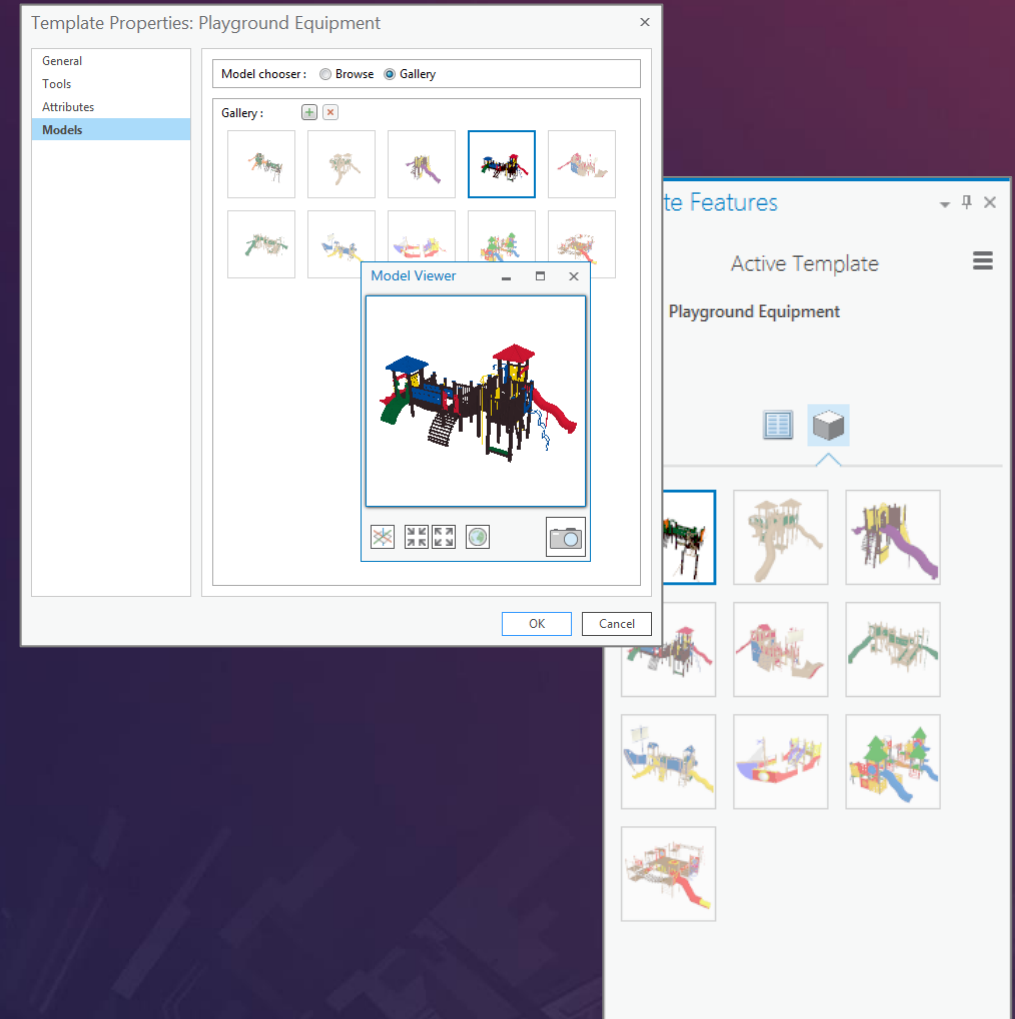 Template Properties: Playground Equipment
General
Tools
Attributes
Models
Model chooser : Browse Gallery
Gallery :
Model Viewer
OK Cancel
te Features
Active Template
Playground Equipment